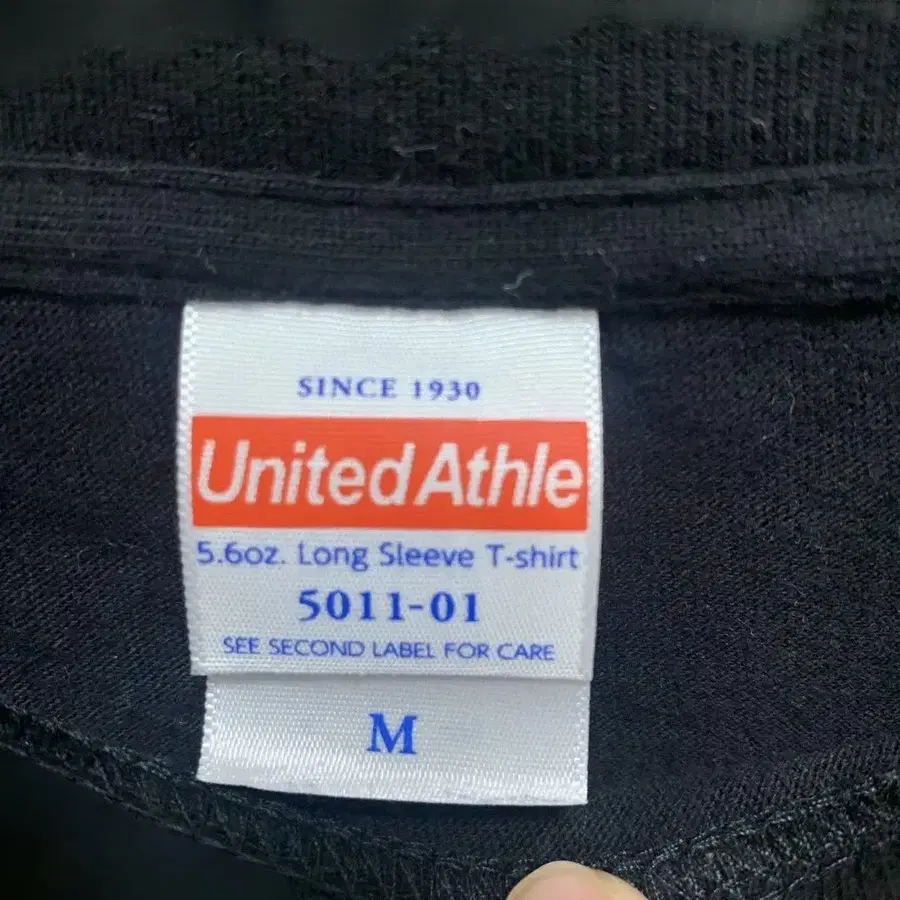 SINCE 1930
United Athle
5.6oz. Long Sleeve T-shirt
5011-01
SEE SECOND LABEL FOR CARE
M